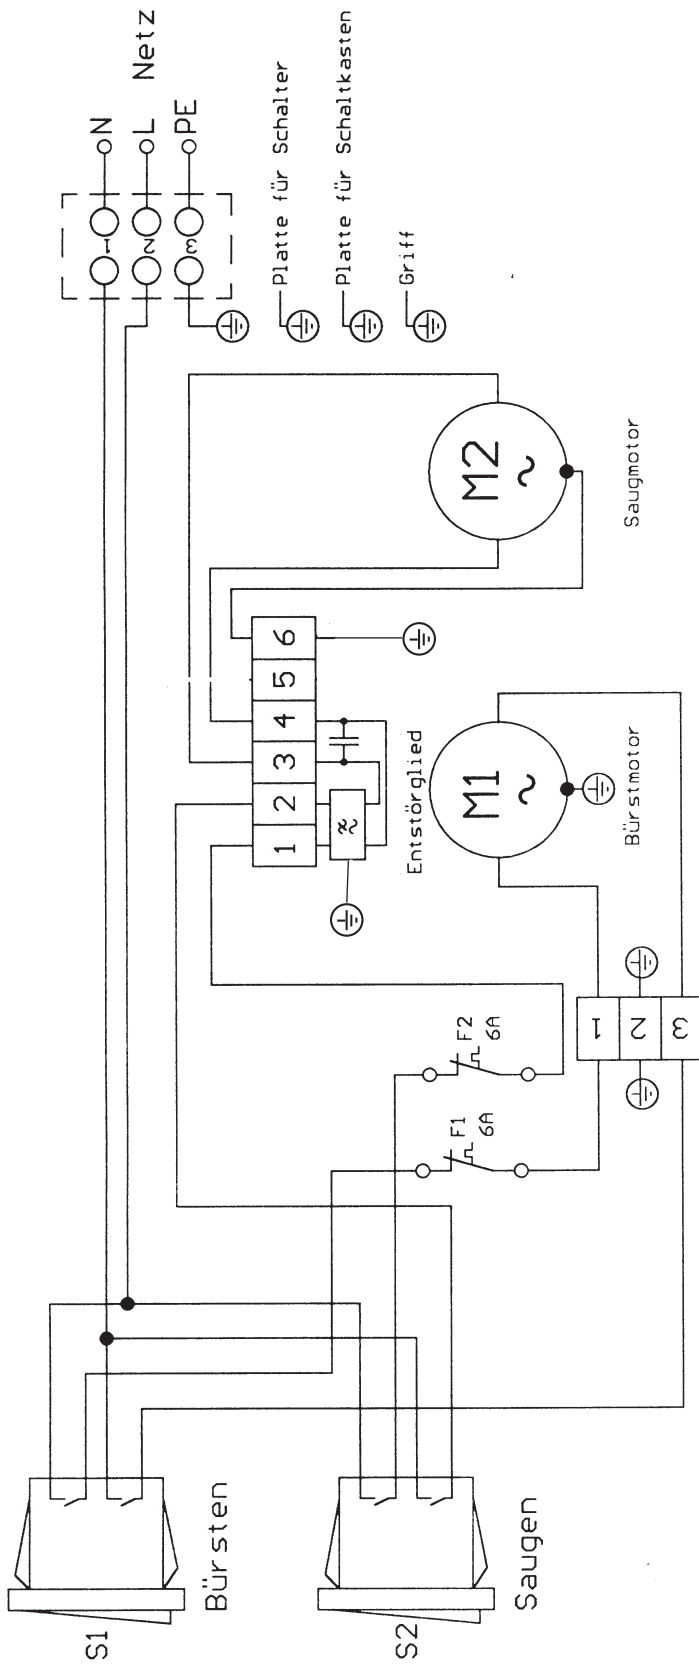 N
L Netz
PE
1
2
3
Platte für Schalter
Platte für Schaltkasten
Griff
M2
~
Saugmotor
1 2 3 4 5 6
Entstörglied
M1
~
Bürstmotor
F2
6A
F1
6A
1
2
3
S1
Bürsten
S2
Saugen